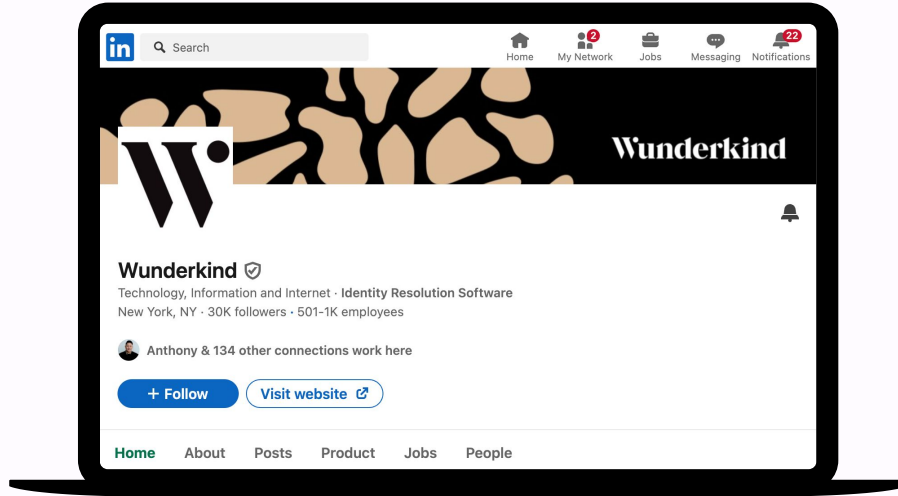 in
Search
2
22
Home
My Network
Jobs
Messaging
Notifications
Wunderkind
W
Wunderkind
Technology, Information and Internet · Identity Resolution Software
New York, NY · 30K followers • 501-1K employees
Anthony & 134 other connections work here
+ Follow
Visit website
Home
About
Posts
Product
Jobs
People